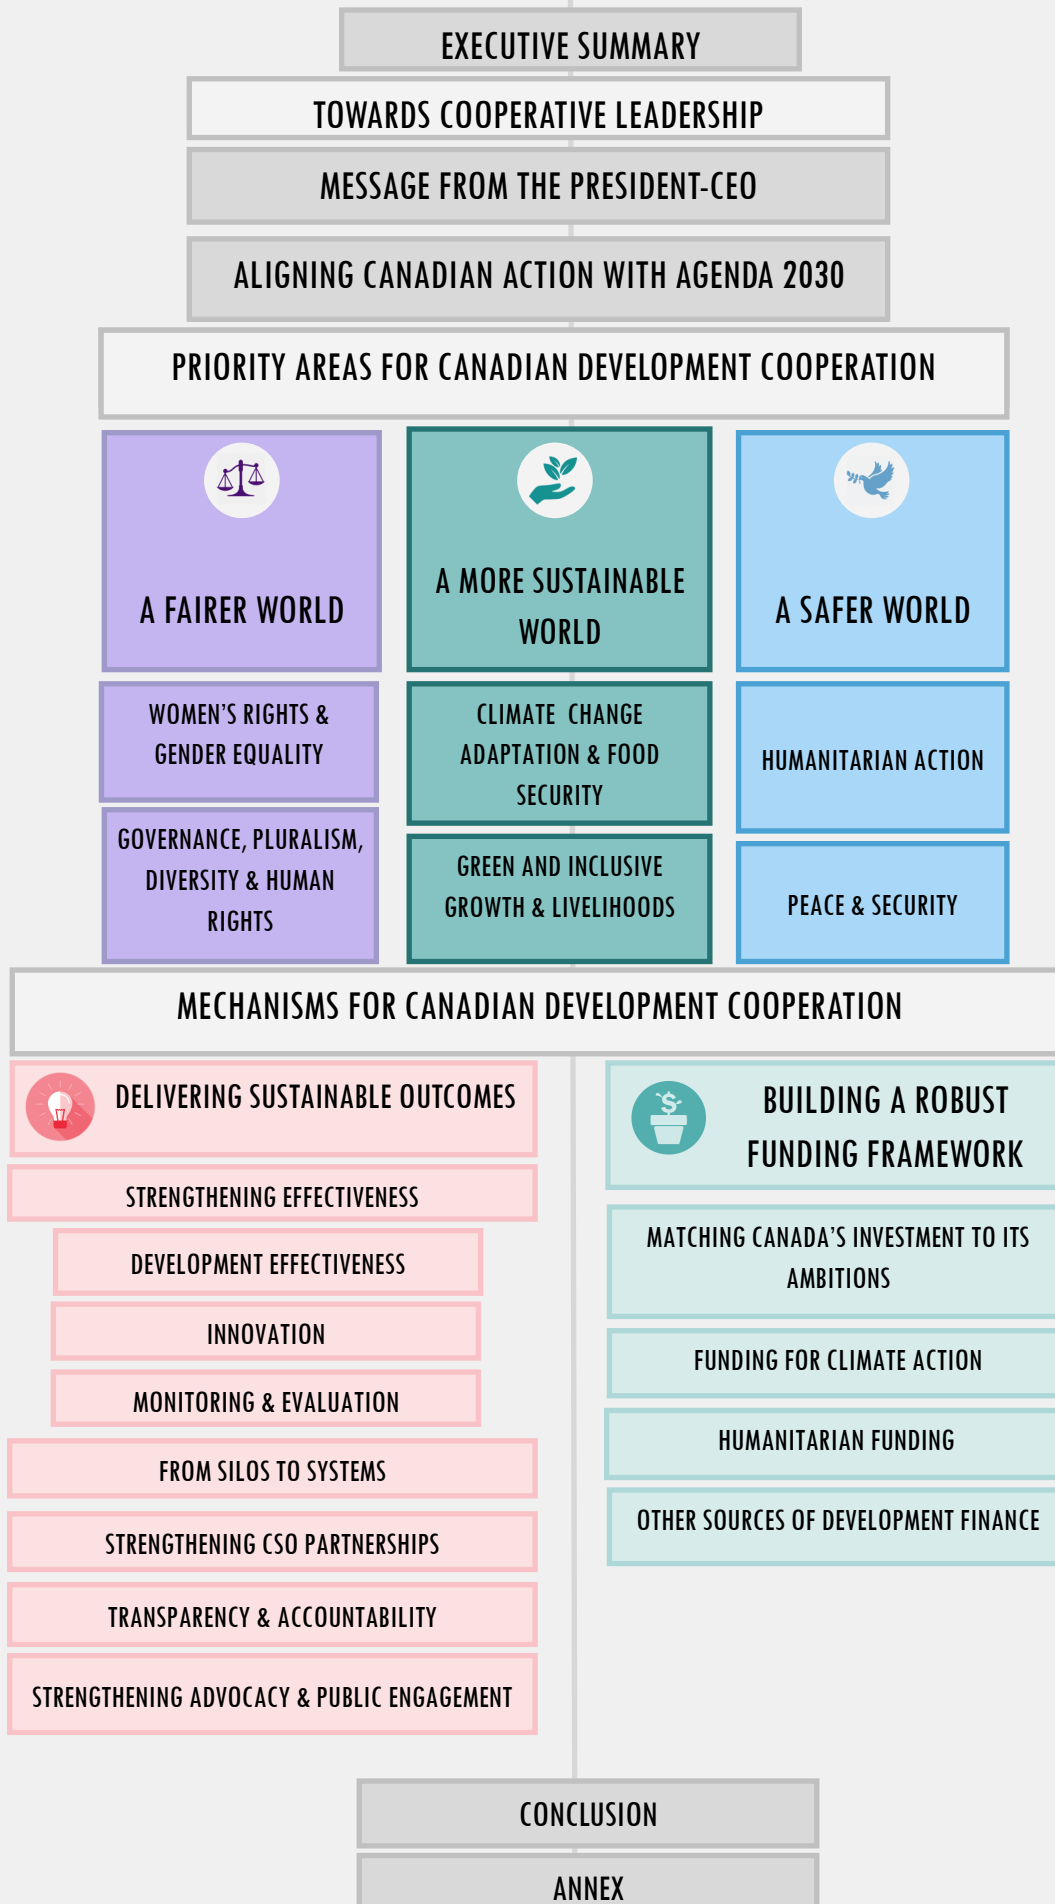 EXECUTIVE SUMMARY
TOWARDS COOPERATIVE LEADERSHIP
MESSAGE FROM THE PRESIDENT-CEO
ALIGNING CANADIAN ACTION WITH AGENDA 2030
PRIORITY AREAS FOR CANADIAN DEVELOPMENT COOPERATION
A FAIRER WORLD
WOMEN'S RIGHTS &
GENDER EQUALITY
GOVERNANCE, PLURALISM,
DIVERSITY & HUMAN
RIGHTS
A MORE SUSTAINABLE
WORLD
CLIMATE CHANGE
ADAPTATION & FOOD
SECURITY
GREEN AND INCLUSIVE
GROWTH & LIVELIHOODS
A SAFER WORLD
HUMANITARIAN ACTION
PEACE & SECURITY
MECHANISMS FOR CANADIAN DEVELOPMENT COOPERATION
DELIVERING SUSTAINABLE OUTCOMES
STRENGTHENING EFFECTIVENESS
DEVELOPMENT EFFECTIVENESS
INNOVATION
MONITORING & EVALUATION
FROM SILOS TO SYSTEMS
STRENGTHENING CSO PARTNERSHIPS
TRANSPARENCY & ACCOUNTABILITY
STRENGTHENING ADVOCACY & PUBLIC ENGAGEMENT
$
BUILDING A ROBUST
FUNDING FRAMEWORK
MATCHING CANADA'S INVESTMENT TO ITS
AMBITIONS
FUNDING FOR CLIMATE ACTION
HUMANITARIAN FUNDING
OTHER SOURCES OF DEVELOPMENT FINANCE
CONCLUSION
ANNEX